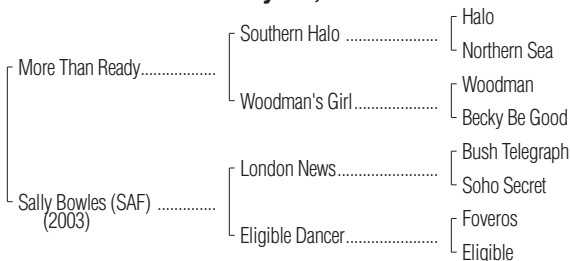 Halo
Southern Halo ......................
Northern Sea
More Than Ready..................
Woodman
Woodman's Girl....................
Becky Be Good
Bush Telegraph
London News........................
Soho Secret
Sally Bowles (SAF) ..............
(2003)
Foveros
Eligible Dancer......................
Eligible